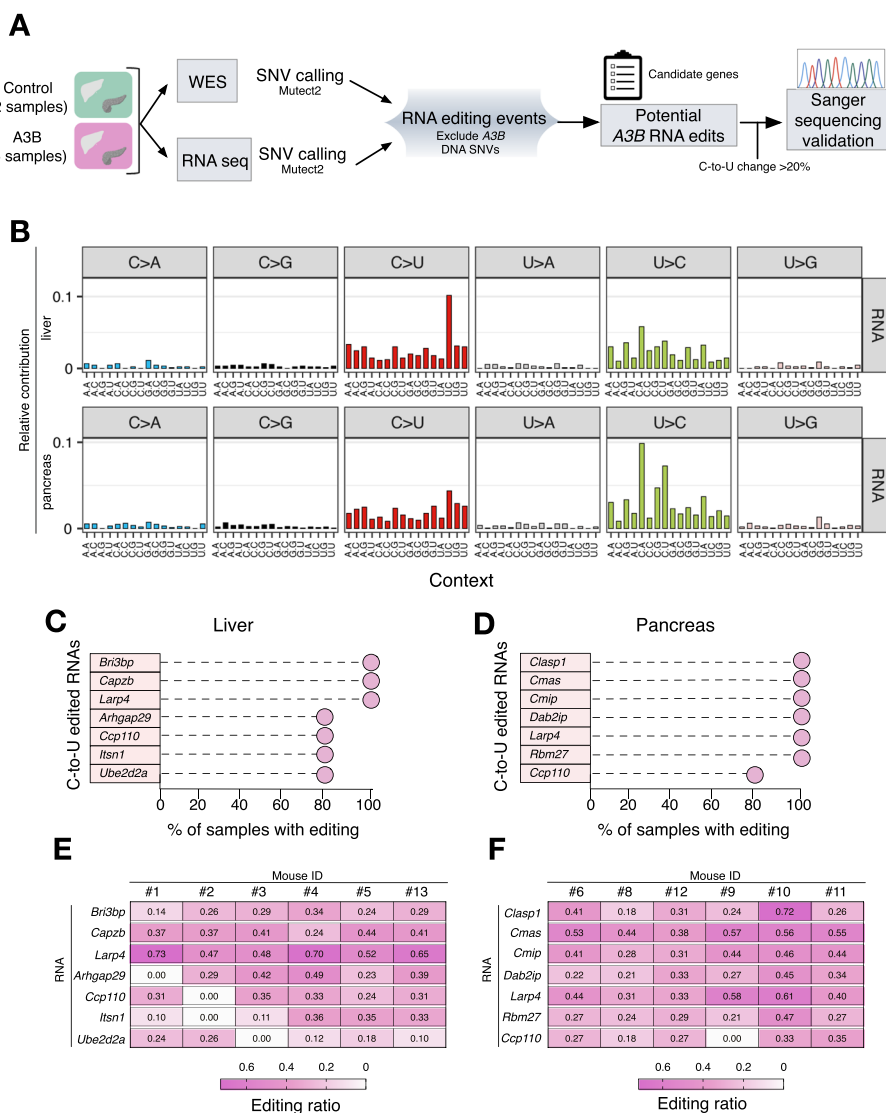 A
Control
2 samples)
A3B
samples)
WES
RNA seq
SNV calling
Mutect2
SNV calling
Mutect2
RNA editing events
Exclude A3B
DNA SNVs
Candidate genes
Potential
A3B RNA edits
C-to-U change >20%
Sanger
sequencing
validation
B
Relative contribution
liver
C>A C>G C>U U>A U>C U>G
0.1
0
RNA
A.A A.C A.G A.U C.A C.C C.G C.U G.A G.C G.G G.U U.A U.C U.G U.U
pancreas
C>A C>G C>U U>A U>C U>G
0.1
0
RNA
A.A A.C A.G A.U C.A C.C C.G C.U G.A G.C G.G G.U U.A U.C U.G U.U
Context
C
Liver
C-to-U edited RNAs
Bri3bp
Capzb
Larp4
Arhgap29
Ccp110
Itsn1
Ube2d2a
0 20 40 60 80 100
% of samples with editing
D
Pancreas
C-to-U edited RNAs
Clasp1
Cmas
Cmip
Dab2ip
Larp4
Rbm27
Ccp110
0 20 40 60 80 100
% of samples with editing
E
Mouse ID
#1 #2 #3 #4 #5 #13
RNA
Bri3bp 0.14 0.26 0.29 0.34 0.24 0.29
Capzb 0.37 0.37 0.41 0.24 0.44 0.41
Larp4 0.73 0.47 0.48 0.70 0.52 0.65
Arhgap29 0.00 0.29 0.42 0.49 0.23 0.39
Ccp110 0.31 0.00 0.35 0.33 0.24 0.31
Itsn1 0.10 0.00 0.11 0.36 0.35 0.33
Ube2d2a 0.24 0.26 0.00 0.12 0.18 0.10
0.6 0.4 0.2 0
Editing ratio
F
Mouse ID
#6 #8 #12 #9 #10 #11
RNA
Clasp1 0.41 0.18 0.31 0.24 0.72 0.26
Cmas 0.53 0.44 0.38 0.57 0.56 0.55
Cmip 0.41 0.28 0.31 0.44 0.46 0.44
Dab2ip 0.22 0.21 0.33 0.27 0.45 0.34
Larp4 0.44 0.31 0.33 0.58 0.61 0.40
Rbm27 0.27 0.24 0.29 0.21 0.47 0.27
Ccp110 0.27 0.18 0.27 0.00 0.33 0.35
0.6 0.4 0.2 0
Editing ratio